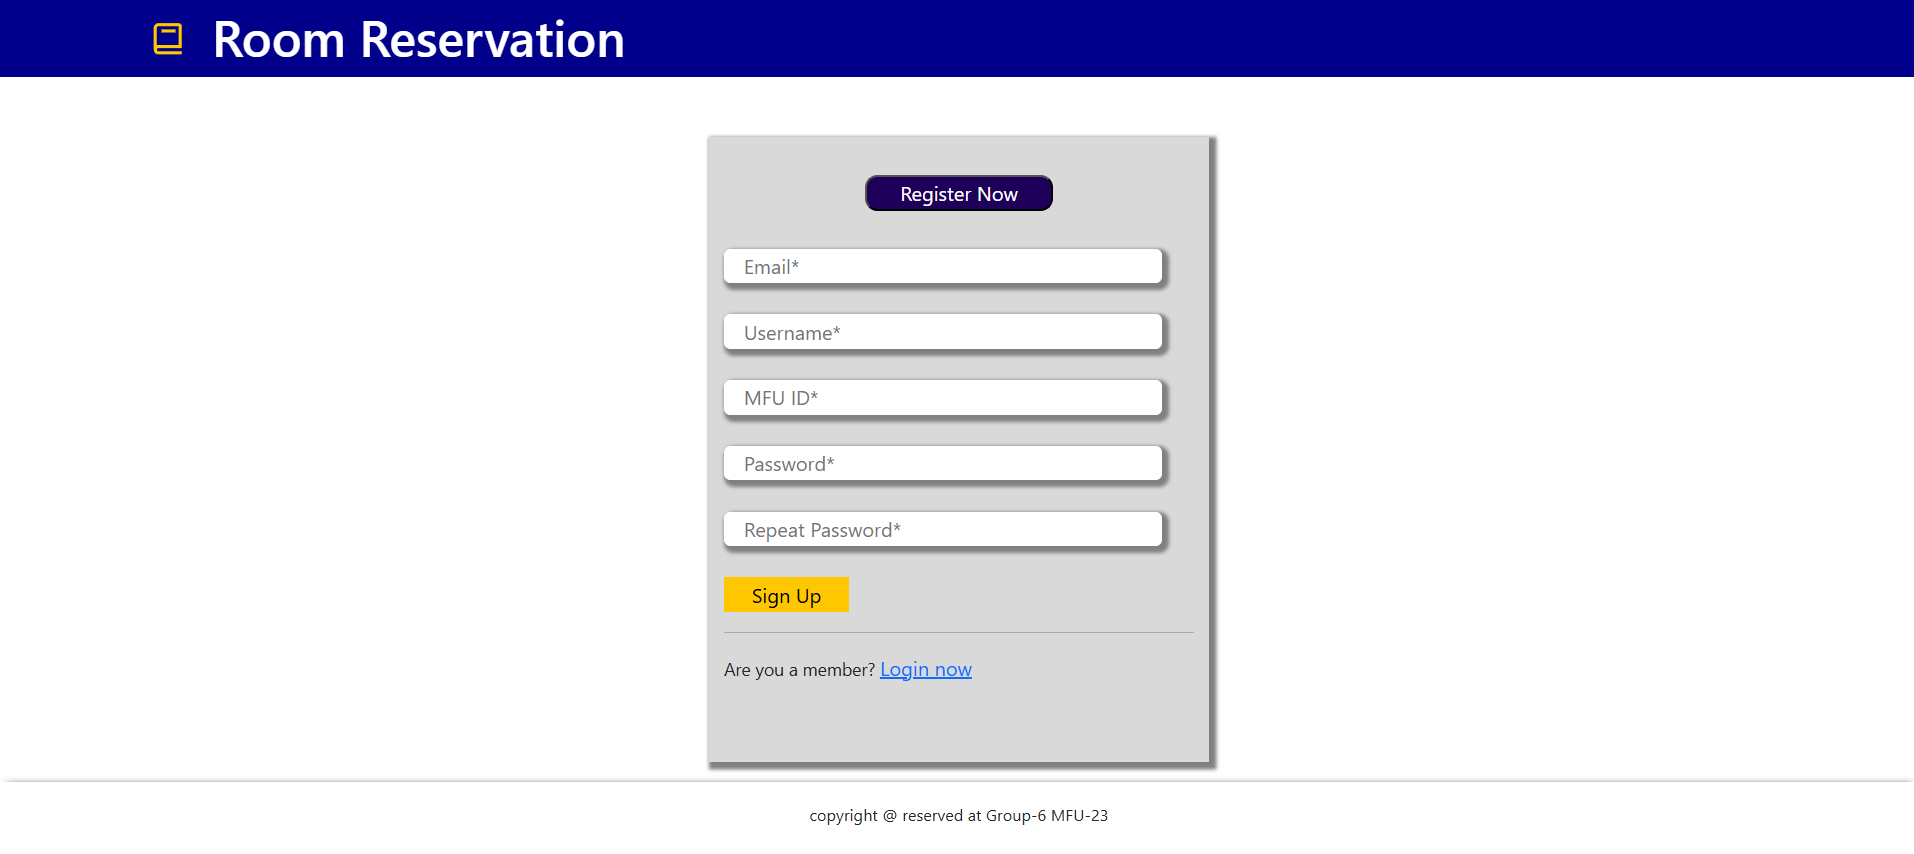 Room Reservation
Register Now
Email*
Username*
MFU ID*
Password*
Repeat Password*
Sign Up
Are you a member? Login now
copyright @ reserved at Group-6 MFU-23